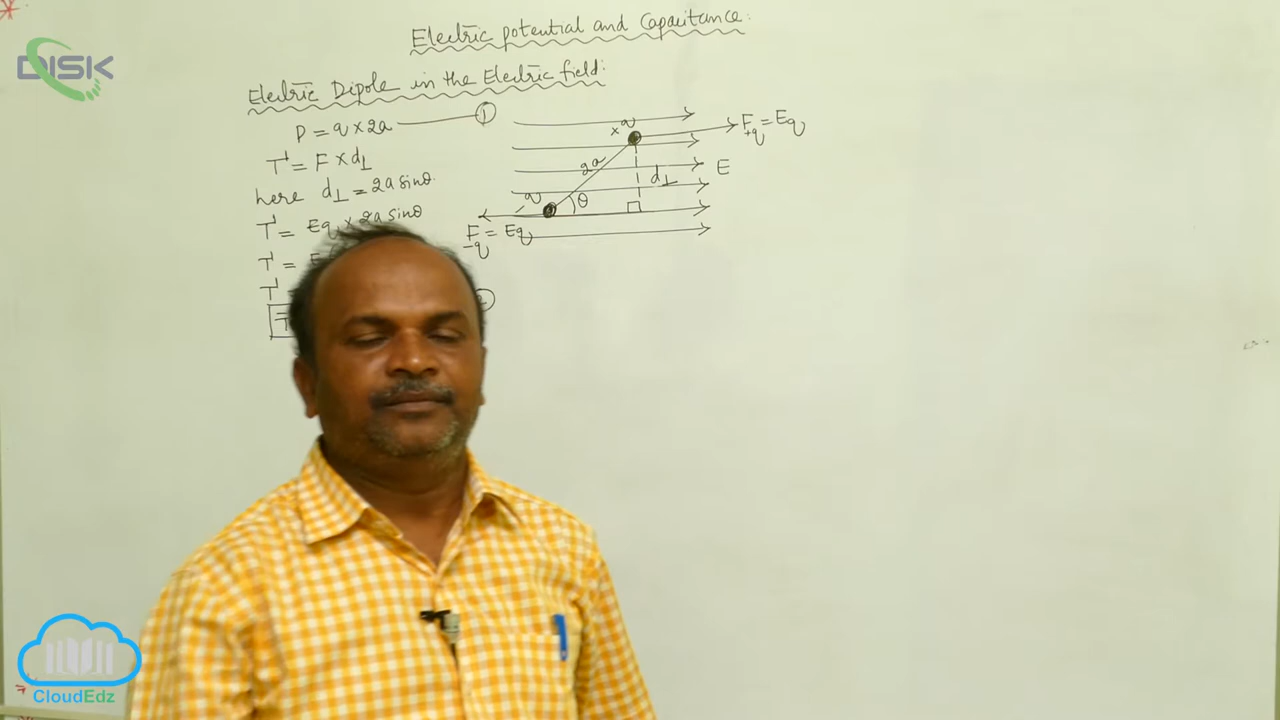 Electric potential and Capacitance:
DISK
Electric Dipole in the Electric field:
P = q × 2a ——— ①
T = F × d⊥
here d⊥ = 2a sinθ
T = Eq × 2a sinθ
T = E
T
+q
F+q = Eq
2a
d⊥
E
-q
θ
F-q = Eq
CloudEdz